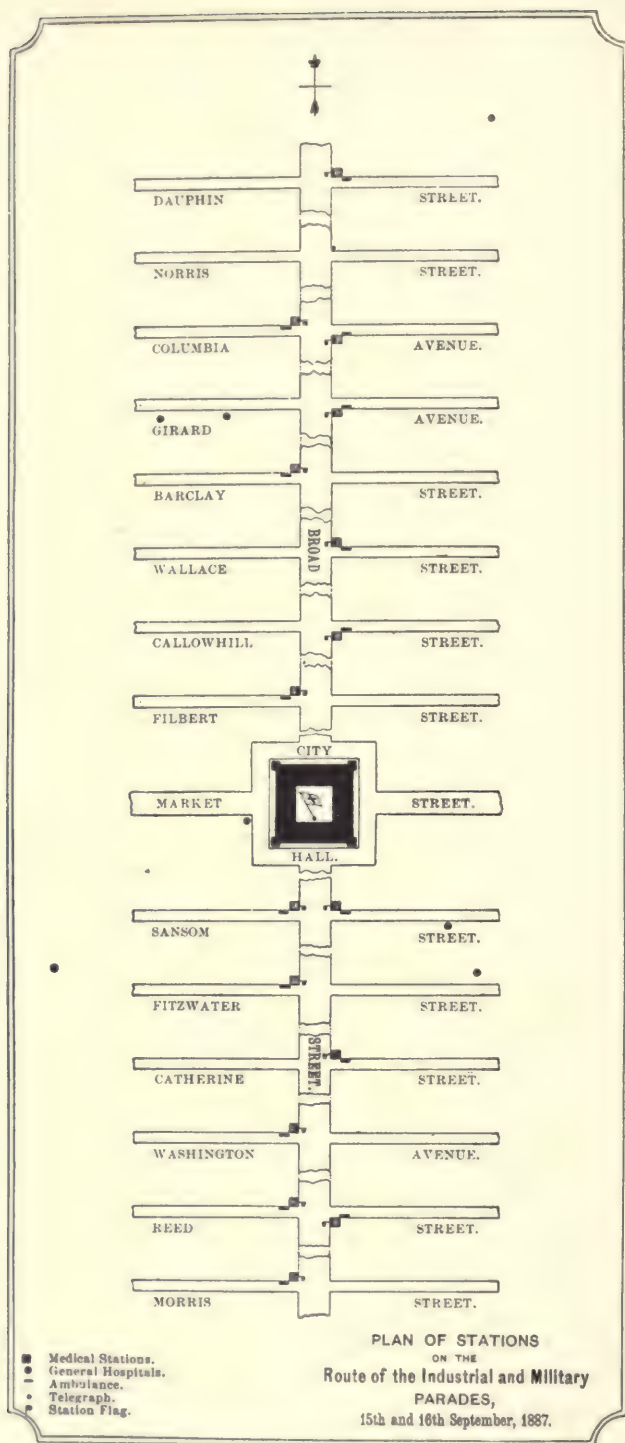 DAUPHIN STREET.
NORRIS STREET.
COLUMBIA AVENUE.
GIRARD AVENUE.
BARCLAY STREET.
BROAD
WALLACE STREET.
CALLOWHILL STREET.
FILBERT STREET.
CITY
MARKET STREET.
HALL.
SANSOM STREET.
FITZWATER STREET.
STREET.
CATHERINE STREET.
WASHINGTON AVENUE.
REED STREET.
MORRIS STREET.
Medical Stations.
General Hospitals.
Ambulance.
Telegraph.
Station Flag.
PLAN OF STATIONS
ON THE
Route of the Industrial and Military
PARADES,
15th and 16th September, 1887.